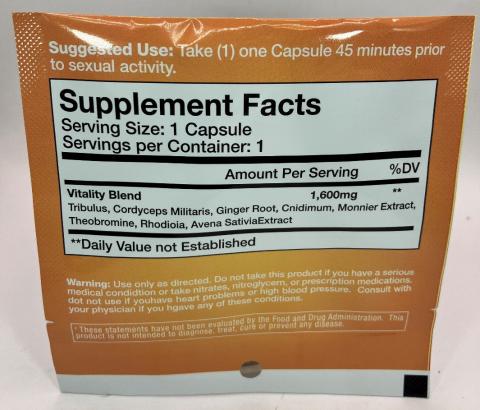 Suggested Use: Take (1) one Capsule 45 minutes prior
to sexual activity.
Supplement Facts
Serving Size: 1 Capsule
Servings per Container: 1
Amount Per Serving %DV
Vitality Blend 1,600mg **
Tribulus, Cordyceps Militaris, Ginger Root, Cnidium, Monnier Extract,
Theobromine, Rhodioia, Avena SativiaExtract
**Daily Value not Established
Warning: Use only as directed. Do not take this product if you have a serious
medical condidtion or take nitrates, nitroglycerin, or prescription medications.
dot not use if youhave heart problems or high blood pressure. Consult with
your physician if you hgave any of these conditions.
* These statements have not been evaluated by the Food and Drug Administration. This
product is not intended to diagnose, treat, cure or prevent any disease.